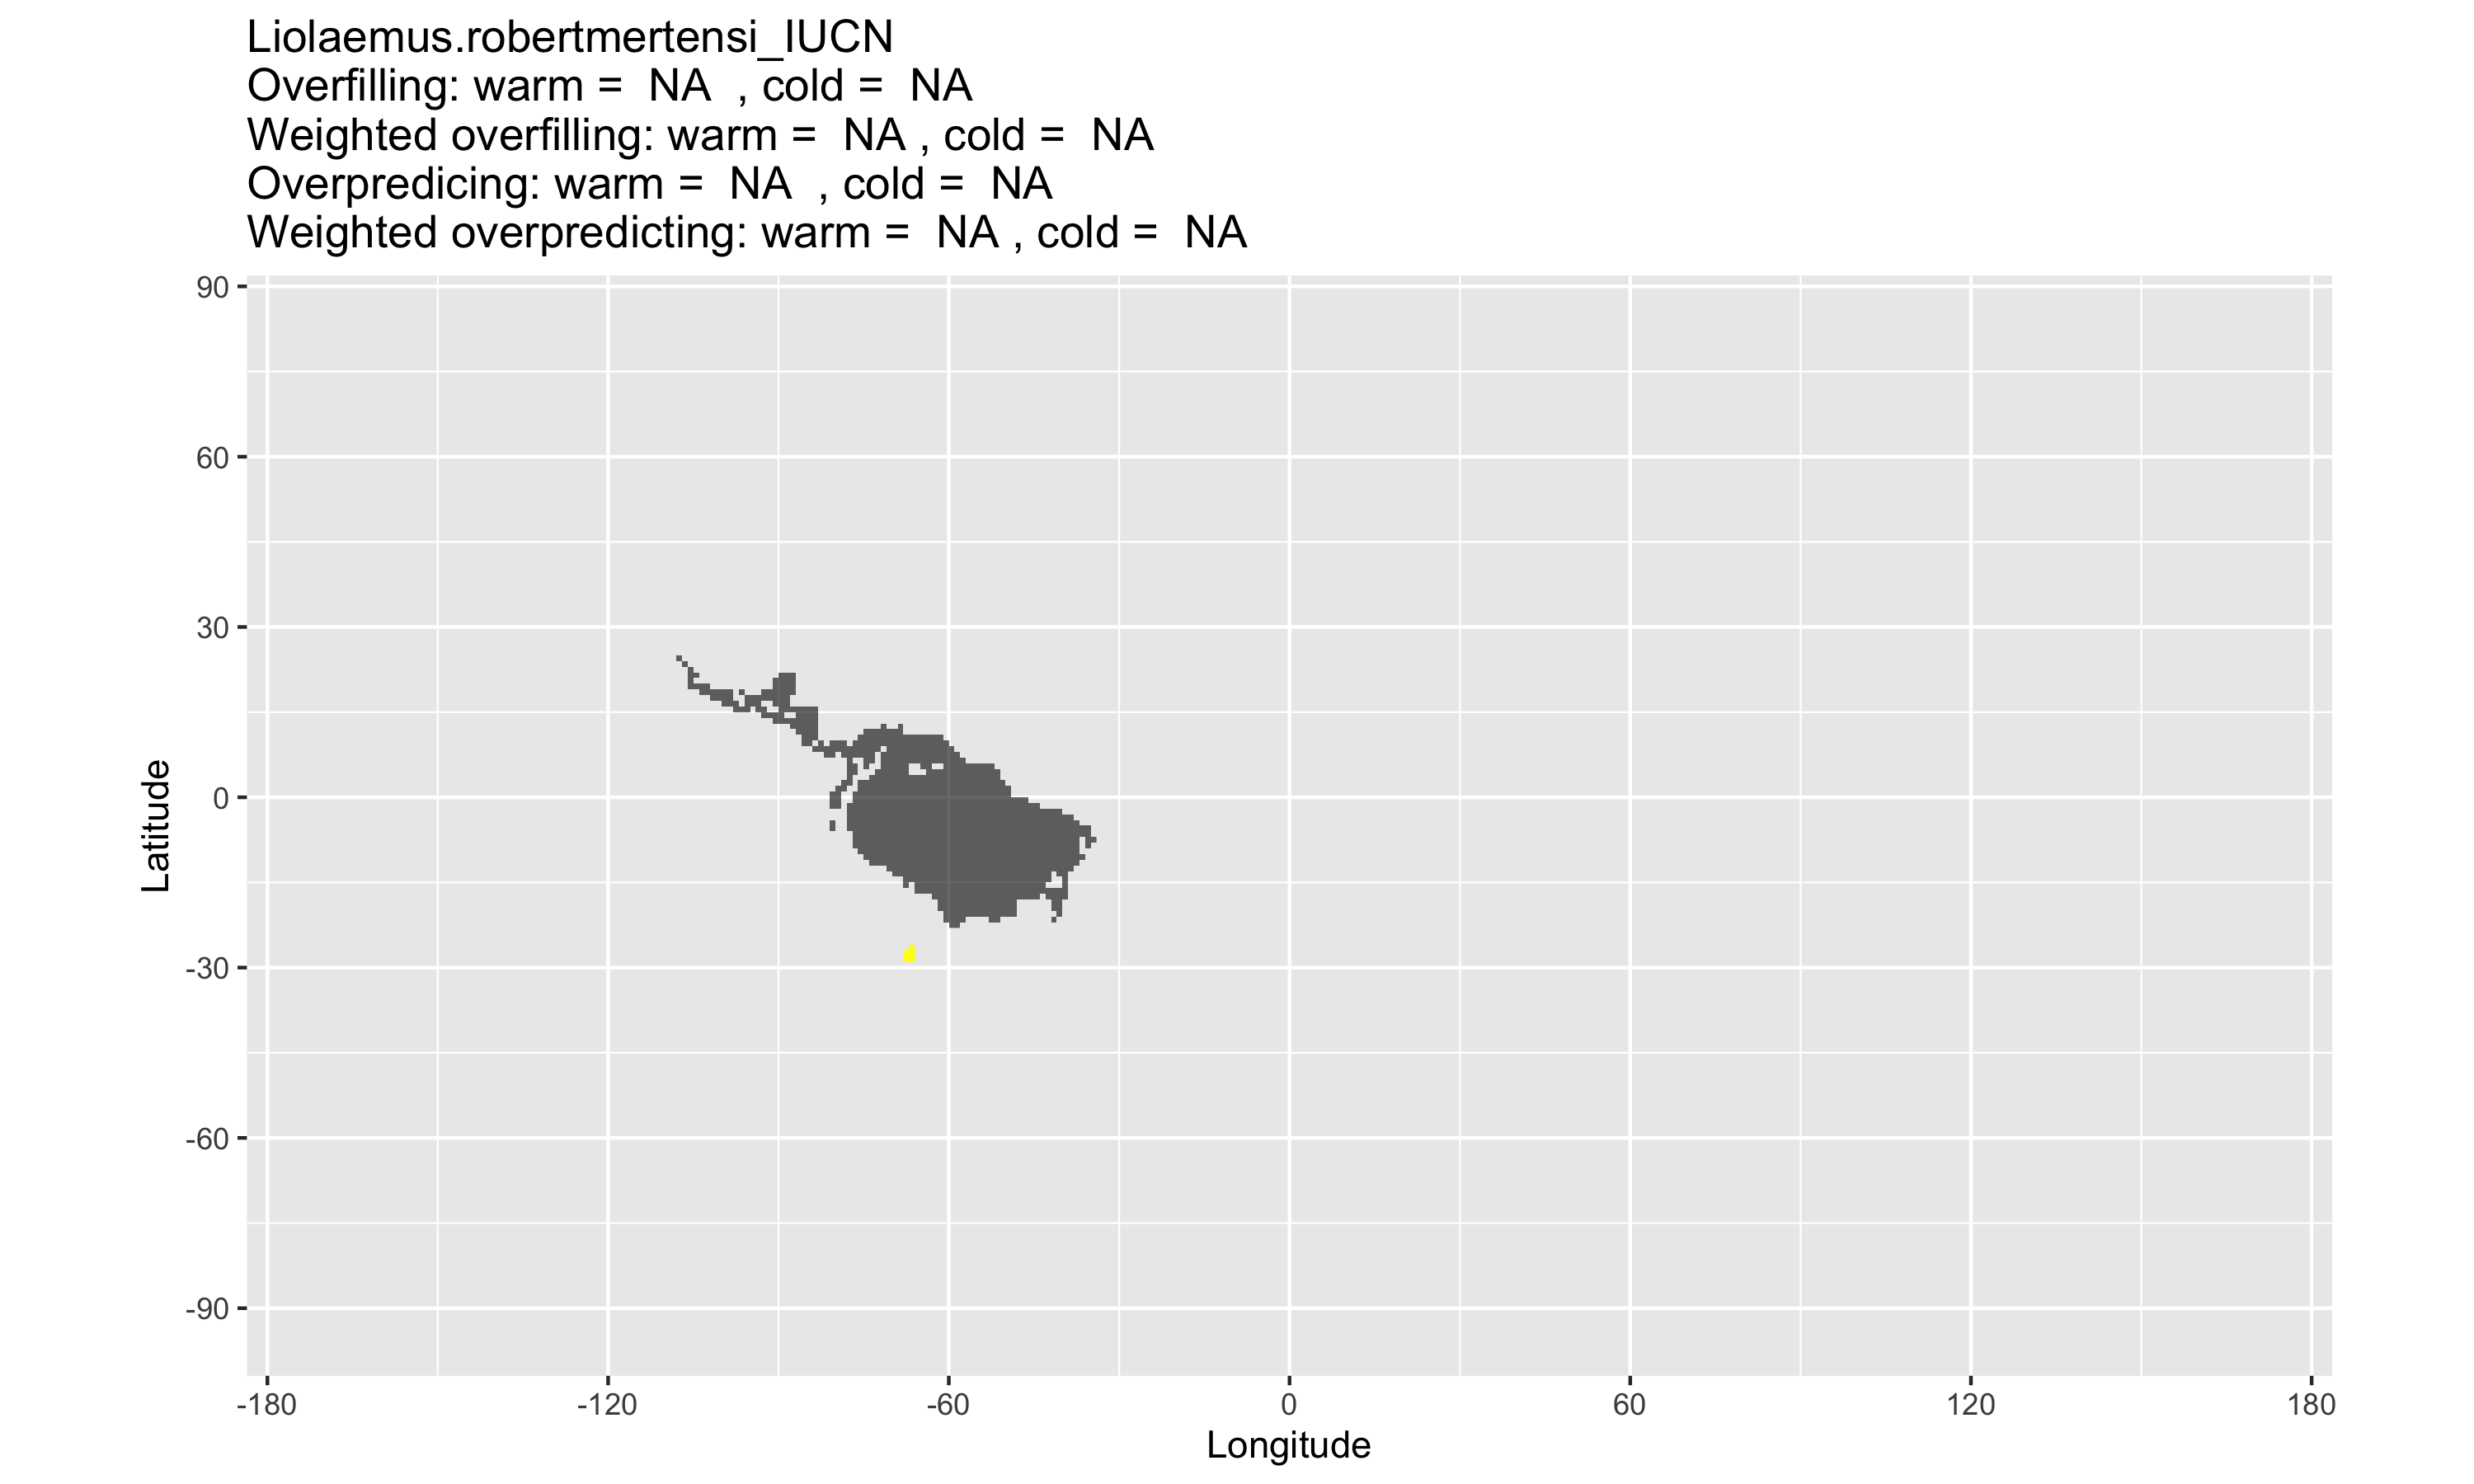 Liolaemus.robertmertensi_IUCN
Overfilling: warm =  NA  , cold =  NA
Weighted overfilling: warm =  NA , cold =  NA
Overpredicing: warm =  NA  , cold =  NA
Weighted overpredicting: warm =  NA , cold =  NA
90
60
30
0
-30
-60
-90
Latitude
-180 -120 -60 0 60 120 180
Longitude